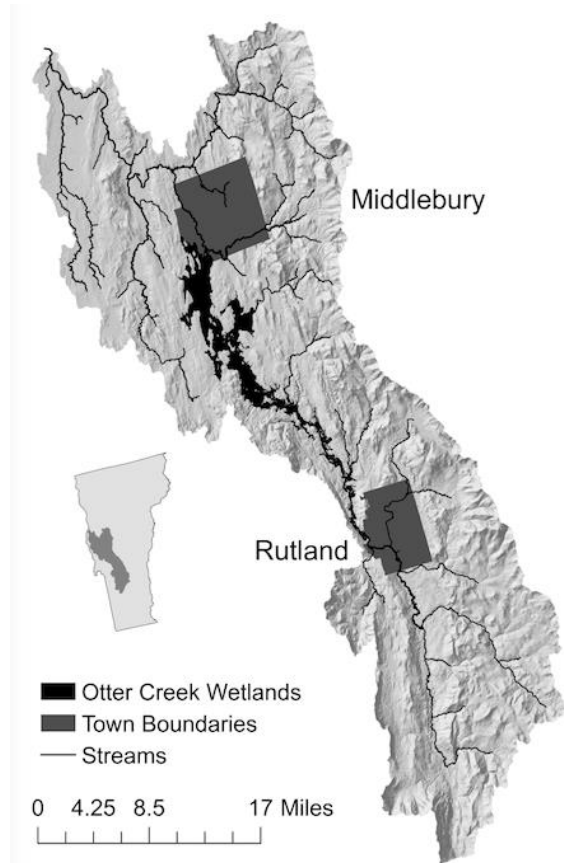 Middlebury
Rutland
Otter Creek Wetlands
Town Boundaries
Streams
0 4.25 8.5 17 Miles